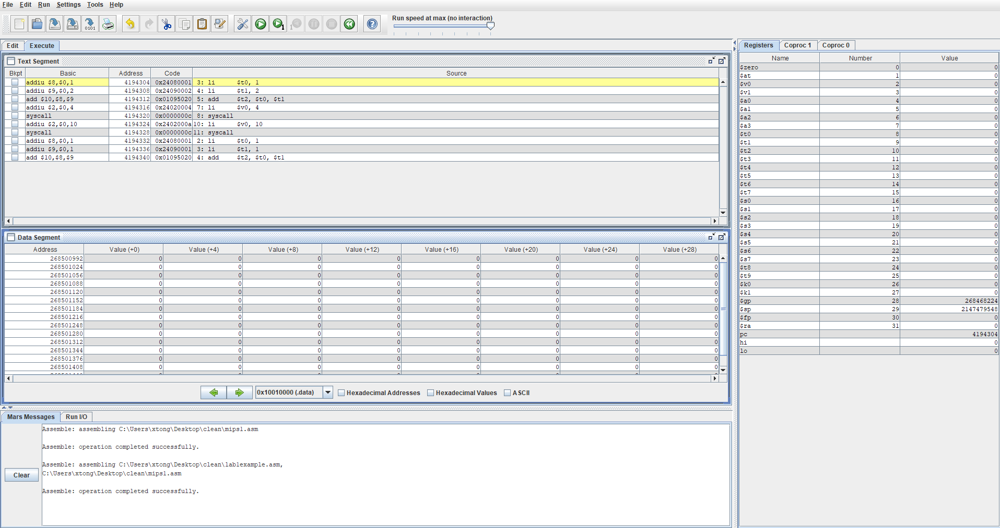 File Edit Run Settings Tools Help
Run speed at max (no interaction)
Edit Execute
Text Segment
Bkpt Basic Address Code Source
addiu $8,$0,1 4194304 0x24080001 3: li $t0, 1
addiu $9,$0,2 4194308 0x24090002 4: li $t1, 2
add $10,$8,$9 4194312 0x01095020 5: add $t2, $t0, $t1
addiu $2,$0,4 4194316 0x24020004 7: li $v0, 4
syscall 4194320 0x0000000c 8: syscall
addiu $2,$0,10 4194324 0x2402000a 10: li $v0, 10
syscall 4194328 0x0000000c 11: syscall
addiu $8,$0,1 4194332 0x24080001 2: li $t0, 1
addiu $9,$0,1 4194336 0x24090001 3: li $t1, 1
add $10,$8,$9 4194340 0x01095020 4: add $t2, $t0, $t1
Data Segment
Address Value (+0) Value (+4) Value (+8) Value (+12) Value (+16) Value (+20) Value (+24) Value (+28)
268500992 0 0 0 0 0 0 0 0
268501024 0 0 0 0 0 0 0 0
268501056 0 0 0 0 0 0 0 0
268501088 0 0 0 0 0 0 0 0
268501120 0 0 0 0 0 0 0 0
268501152 0 0 0 0 0 0 0 0
268501184 0 0 0 0 0 0 0 0
268501216 0 0 0 0 0 0 0 0
268501248 0 0 0 0 0 0 0 0
268501280 0 0 0 0 0 0 0 0
268501312 0 0 0 0 0 0 0 0
268501344 0 0 0 0 0 0 0 0
268501376 0 0 0 0 0 0 0 0
268501408 0 0 0 0 0 0 0 0
0x10010000 (.data) Hexadecimal Addresses Hexadecimal Values ASCII
Mars Messages Run I/O
Assemble: assembling C:\Users\xtong\Desktop\clean\mips1.asm
Assemble: operation completed successfully.
Assemble: assembling C:\Users\xtong\Desktop\clean\lab1example.asm,
C:\Users\xtong\Desktop\clean\mips1.asm
Assemble: operation completed successfully.
Clear
Registers Coproc 1 Coproc 0
Name Number Value
$zero 0 0
$at 1 0
$v0 2 0
$v1 3 0
$a0 4 0
$a1 5 0
$a2 6 0
$a3 7 0
$t0 8 0
$t1 9 0
$t2 10 0
$t3 11 0
$t4 12 0
$t5 13 0
$t6 14 0
$t7 15 0
$s0 16 0
$s1 17 0
$s2 18 0
$s3 19 0
$s4 20 0
$s5 21 0
$s6 22 0
$s7 23 0
$t8 24 0
$t9 25 0
$k0 26 0
$k1 27 0
$gp 28 268468224
$sp 29 2147479548
$fp 30 0
$ra 31 0
pc 4194304
hi 0
lo 0